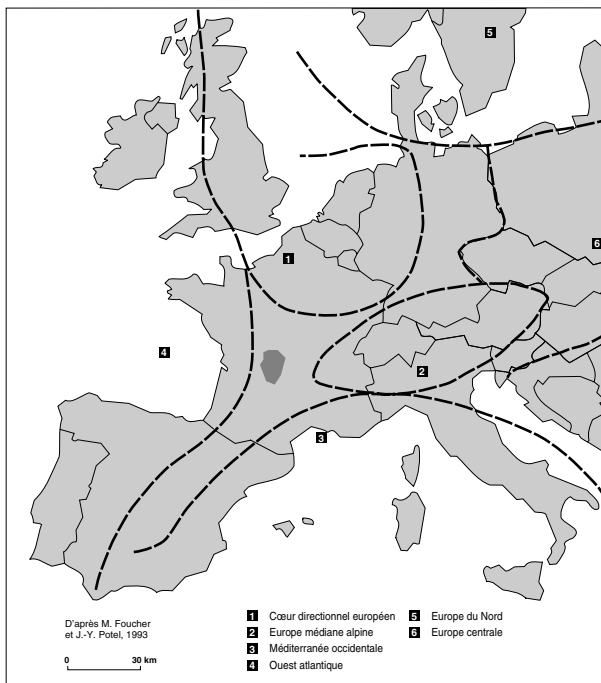 5
6
1
4
2
3
D'après M. Foucher
et J.-Y. Potel, 1993
0 30 km
1 Cœur directionnel européen
2 Europe médiane alpine
3 Méditerranée occidentale
4 Ouest atlantique
5 Europe du Nord
6 Europe centrale